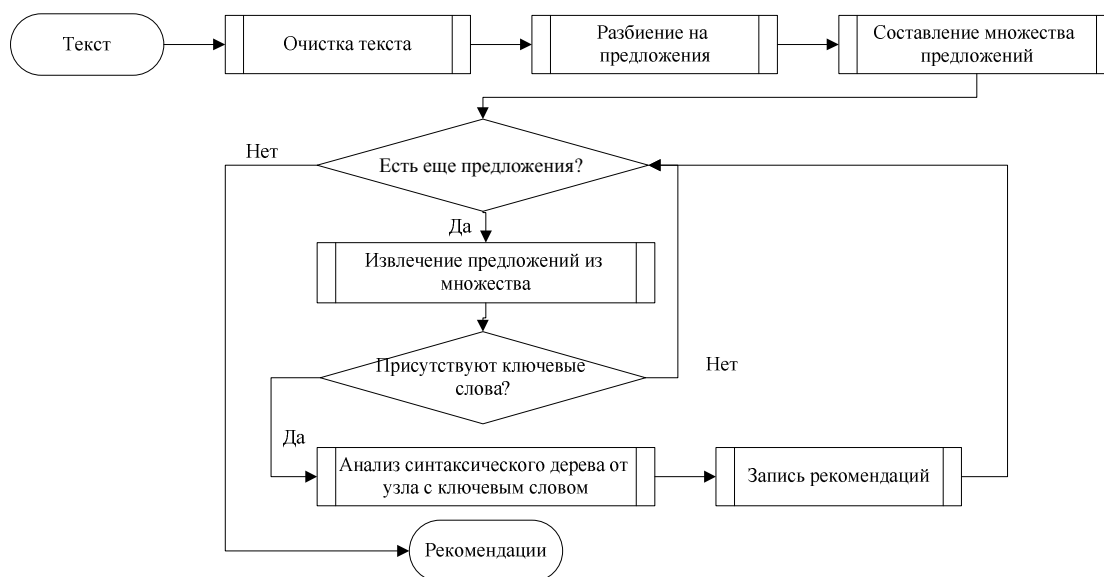 Текст
Очистка текста
Разбиение на
предложения
Составление множества
предложений
Нет
Есть еще предложения?
Да
Извлечение предложений из
множества
Присутствуют ключевые
слова?
Нет
Да
Анализ синтаксического дерева от
узла с ключевым словом
Запись рекомендаций
Рекомендации